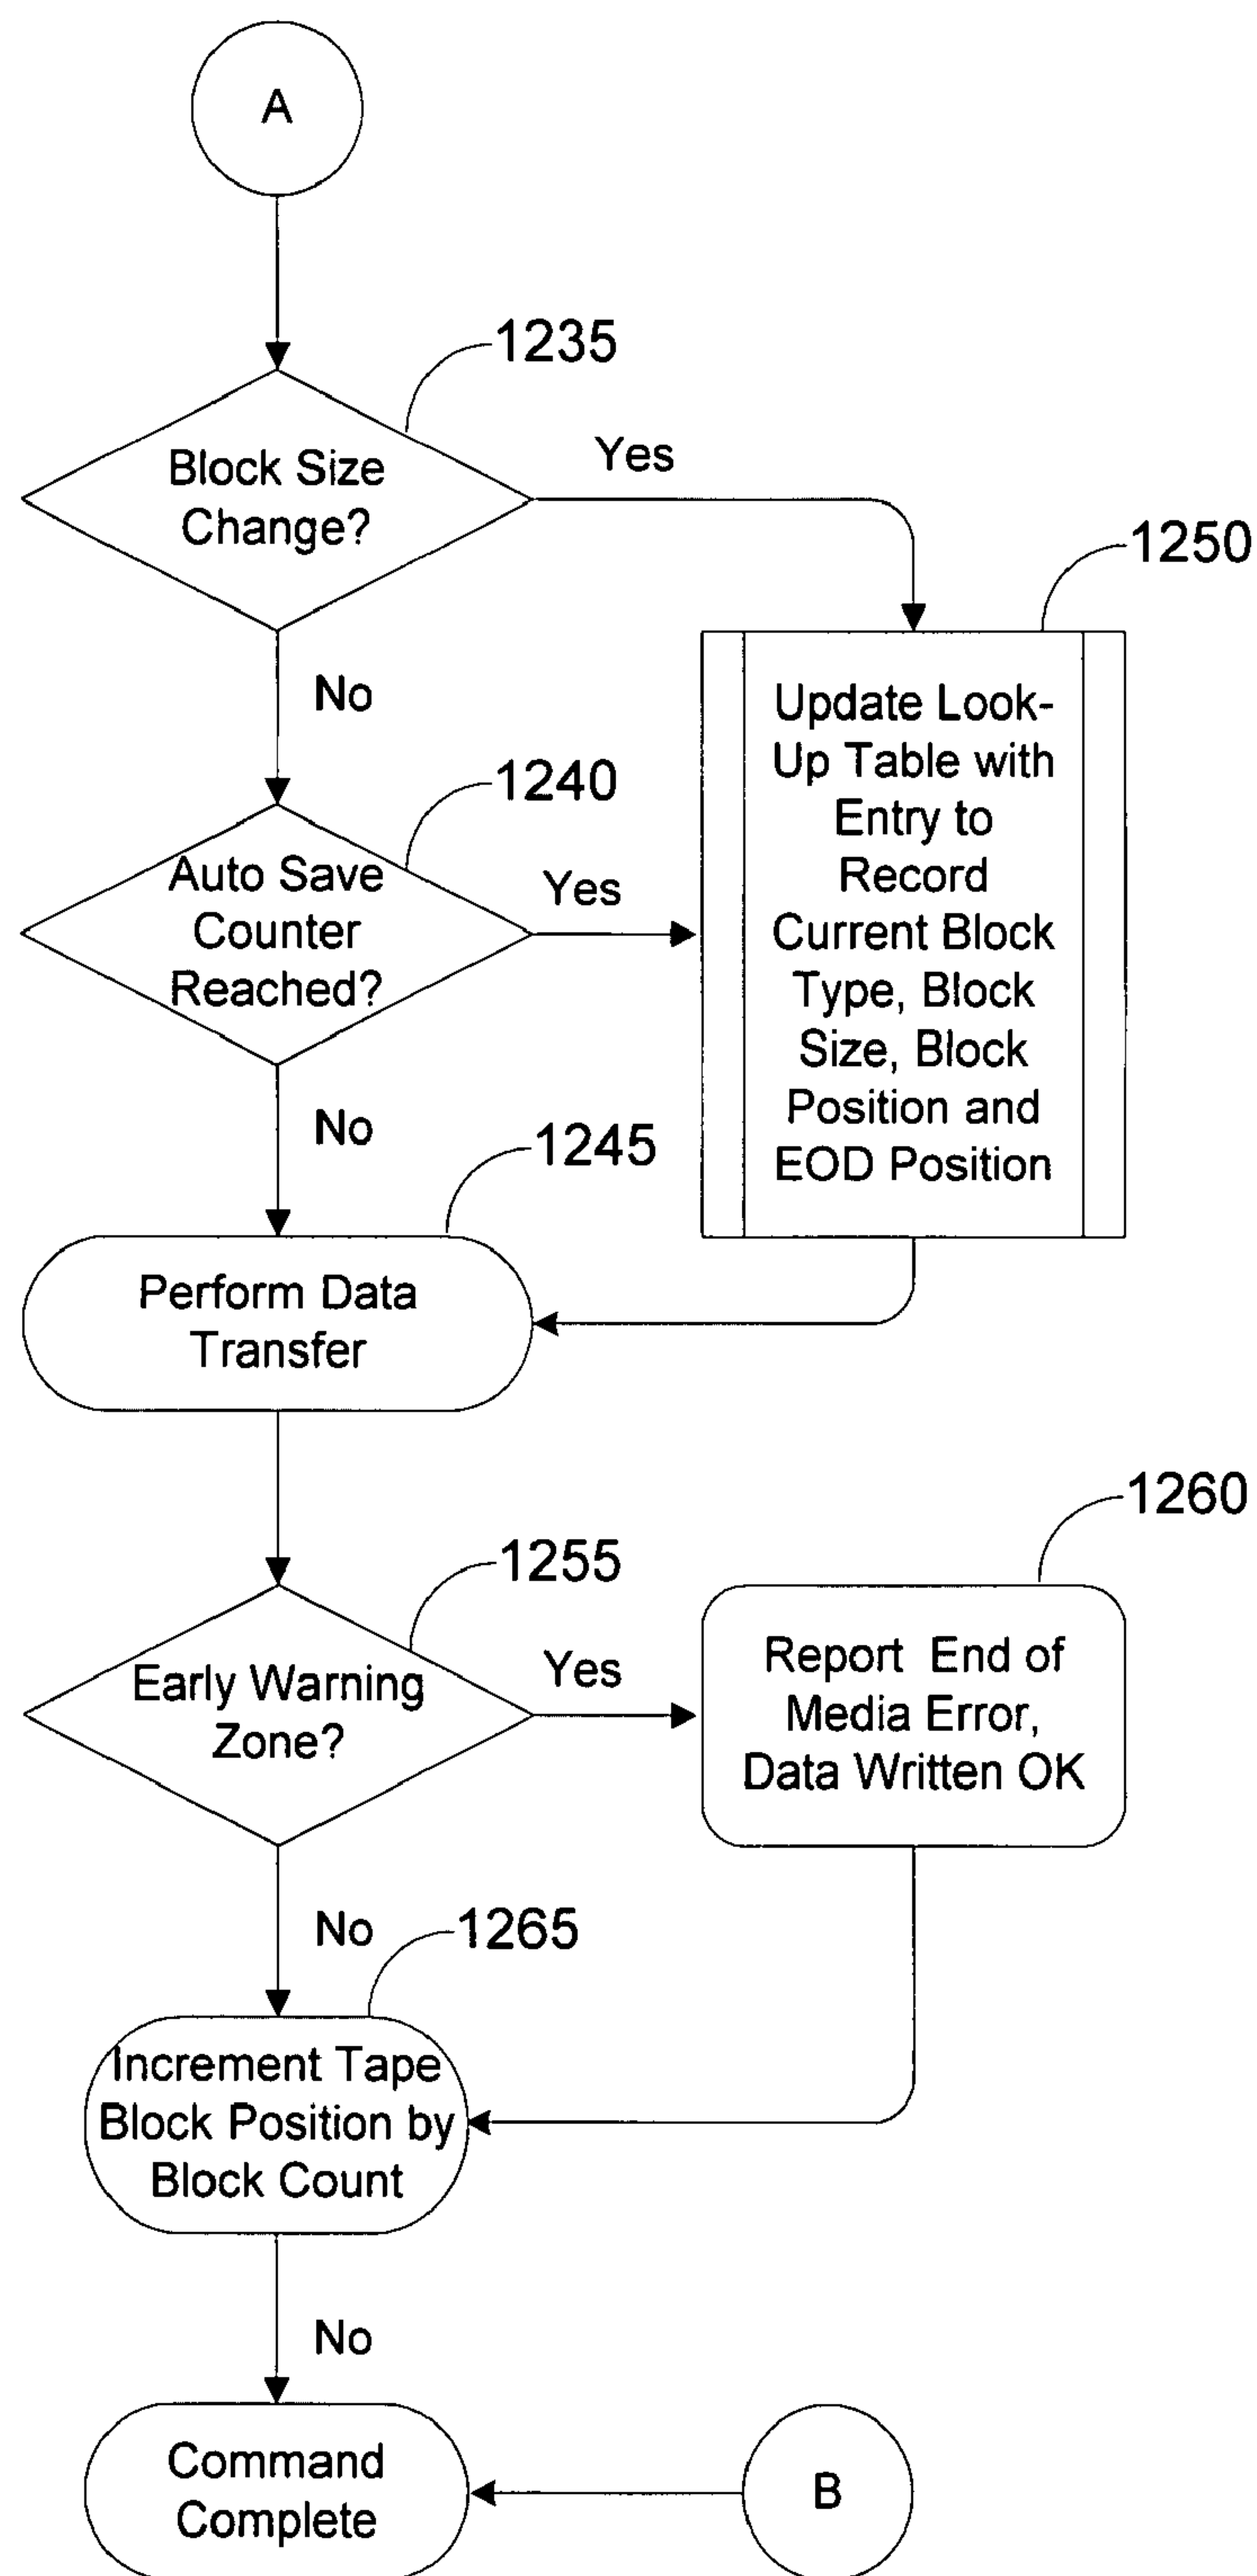 A
1235
Block Size
Change?
Yes
1250
No
Update Look-
Up Table with
Entry to
Record
Current Block
Type, Block
Size, Block
Position and
EOD Position
1240
Auto Save
Counter
Reached?
Yes
No
1245
Perform Data
Transfer
1260
1255
Early Warning
Zone?
Yes
Report End of
Media Error,
Data Written OK
No
1265
Increment Tape
Block Position by
Block Count
No
Command
Complete
B